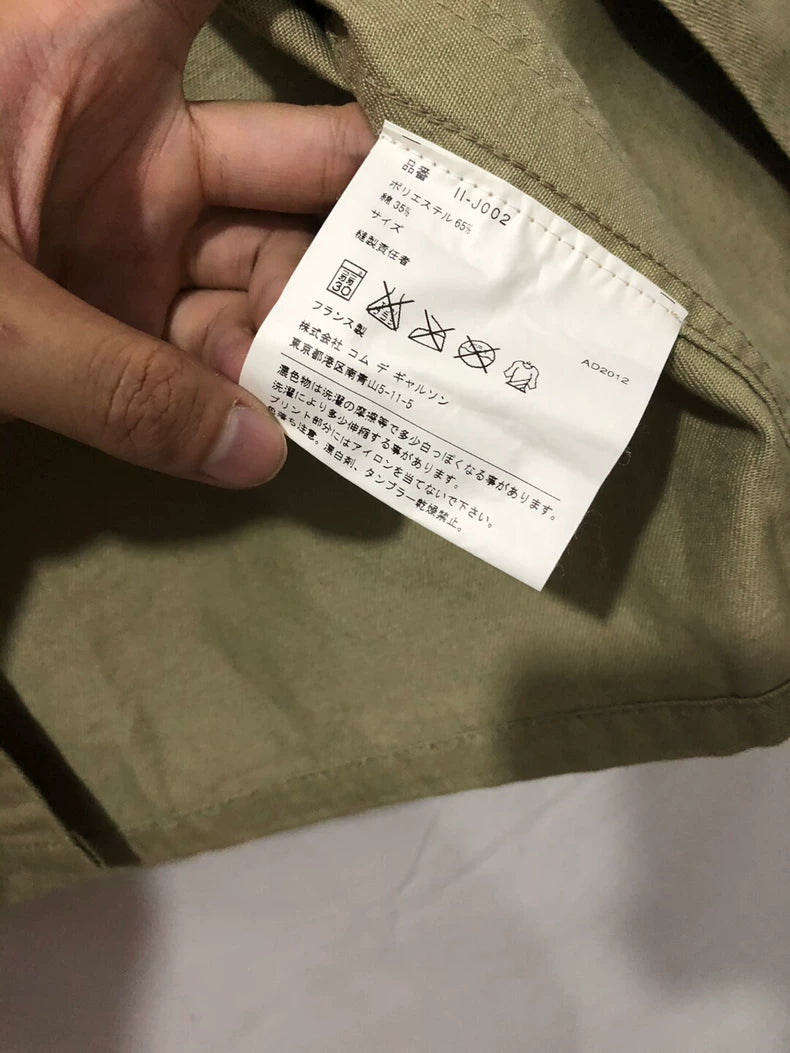 品番 II-J002
ポリエステル 65%
綿 35%
サイズ
縫製責任者
弱
30
フランス製
株式会社 コム デ ギャルソン
東京都港区南青山5-11-5
AD2012
濃色物は洗濯の摩擦等で多少白っぽくなる事があります。
洗濯により多少伸縮する事があります。
プリント部分にはアイロンを当てないで下さい。
落ち注意。漂白剤、タンブラー乾燥禁止。